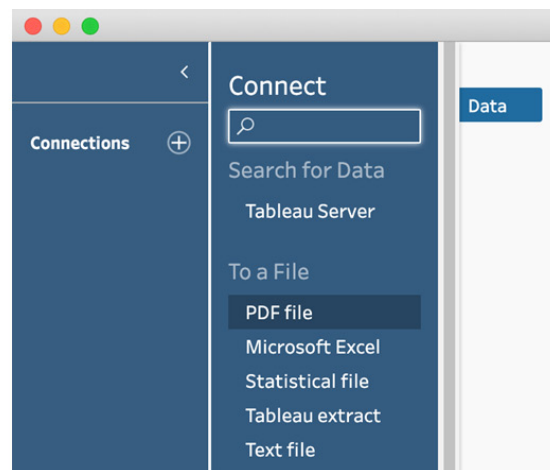 Connections
Connect
Search for Data
Tableau Server
To a File
PDF file
Microsoft Excel
Statistical file
Tableau extract
Text file
Data